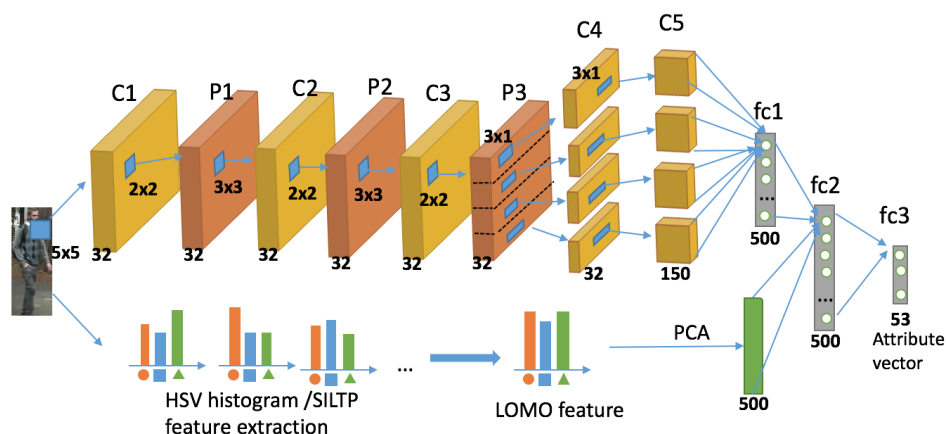 C1
P1
C2
P2
C3
P3
C4
C5
fc1
fc2
fc3
5x5
2x2
3x3
2x2
3x3
2x2
3x1
3x1
32
32
32
32
32
32
32
150
...
500
...
500
53
Attribute
vector
HSV histogram /SILTP
feature extraction
...
LOMO feature
PCA
500